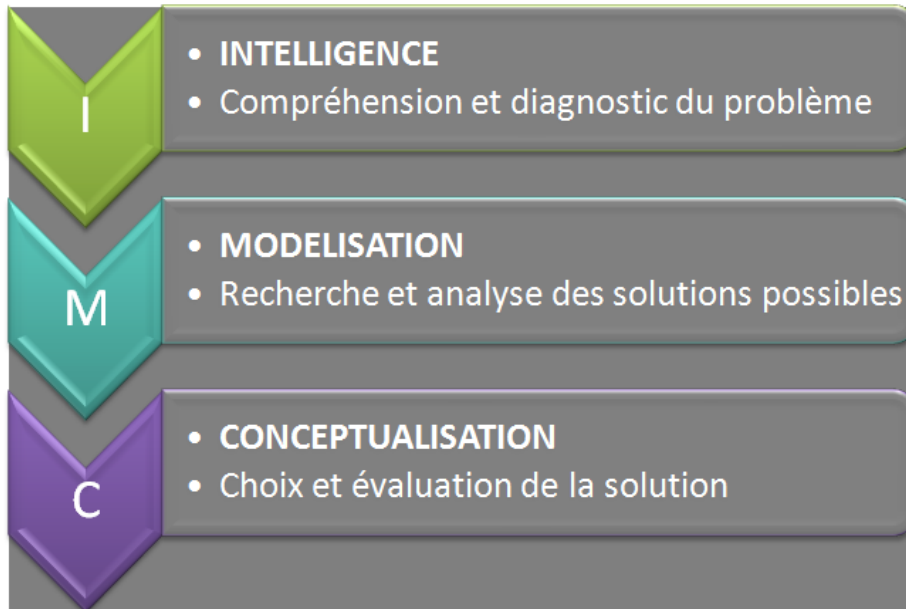 I
• INTELLIGENCE
• Compréhension et diagnostic du problème
M
• MODELISATION
• Recherche et analyse des solutions possibles
C
• CONCEPTUALISATION
• Choix et évaluation de la solution